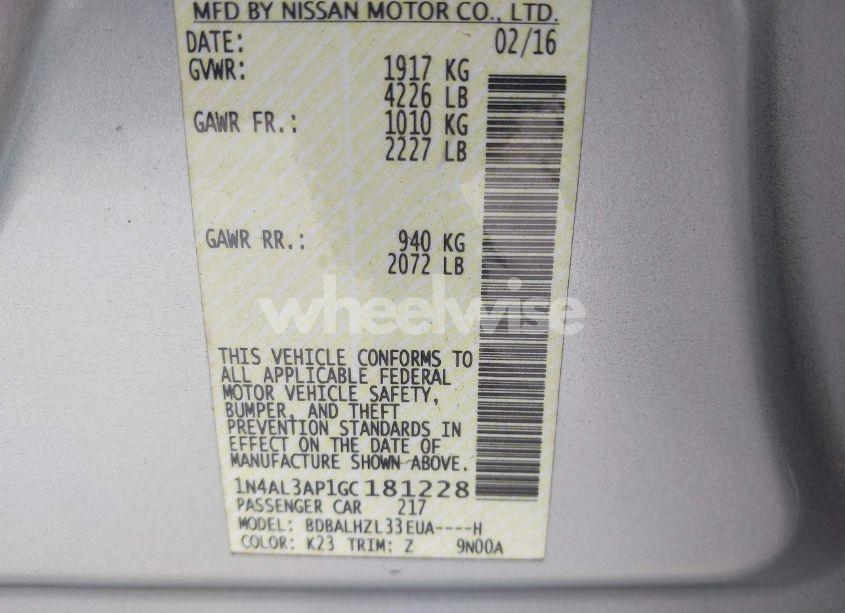 MFD BY NISSAN MOTOR CO., LTD.
DATE: 02/16
GVWR: 1917 KG
4226 LB
GAWR FR.: 1010 KG
2227 LB
GAWR RR.: 940 KG
2072 LB
wheelwise
THIS VEHICLE CONFORMS TO
ALL APPLICABLE FEDERAL
MOTOR VEHICLE SAFETY,
BUMPER, AND THEFT
PREVENTION STANDARDS IN
EFFECT ON THE DATE OF
MANUFACTURE SHOWN ABOVE.
1N4AL3AP1GC181228
PASSENGER CAR 217
MODEL: BDBALHZL33EUA----H
COLOR: K23 TRIM: Z 9N00A